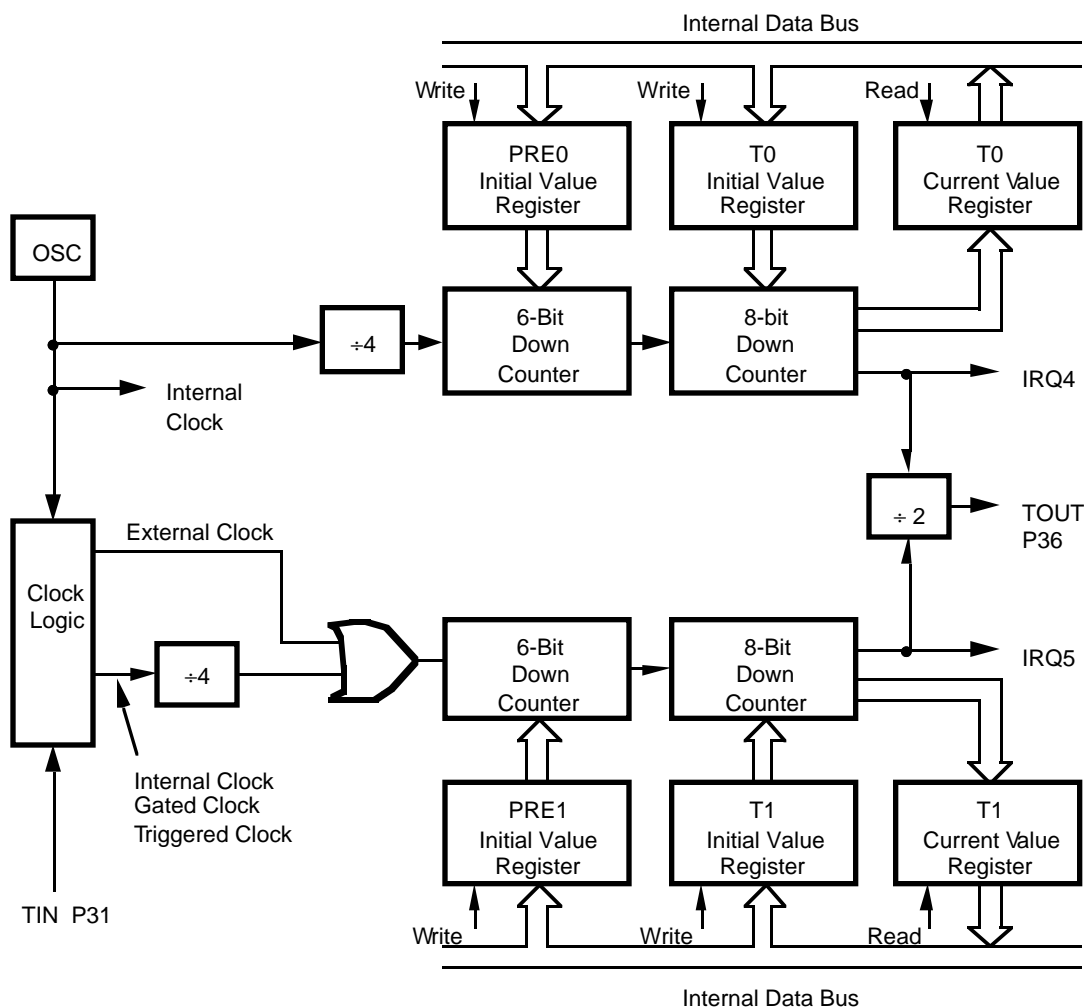 Internal Data Bus
Write
Write
Read
PRE0
Initial Value
Register
T0
Initial Value
Register
T0
Current Value
Register
OSC
÷4
6-Bit
Down
Counter
8-bit
Down
Counter
Internal
Clock
IRQ4
÷ 2
TOUT
P36
External Clock
Clock
Logic
÷4
6-Bit
Down
Counter
8-Bit
Down
Counter
IRQ5
Internal Clock
Gated Clock
Triggered Clock
PRE1
Initial Value
Register
T1
Initial Value
Register
T1
Current Value
Register
TIN P31
Write
Write
Read
Internal Data Bus